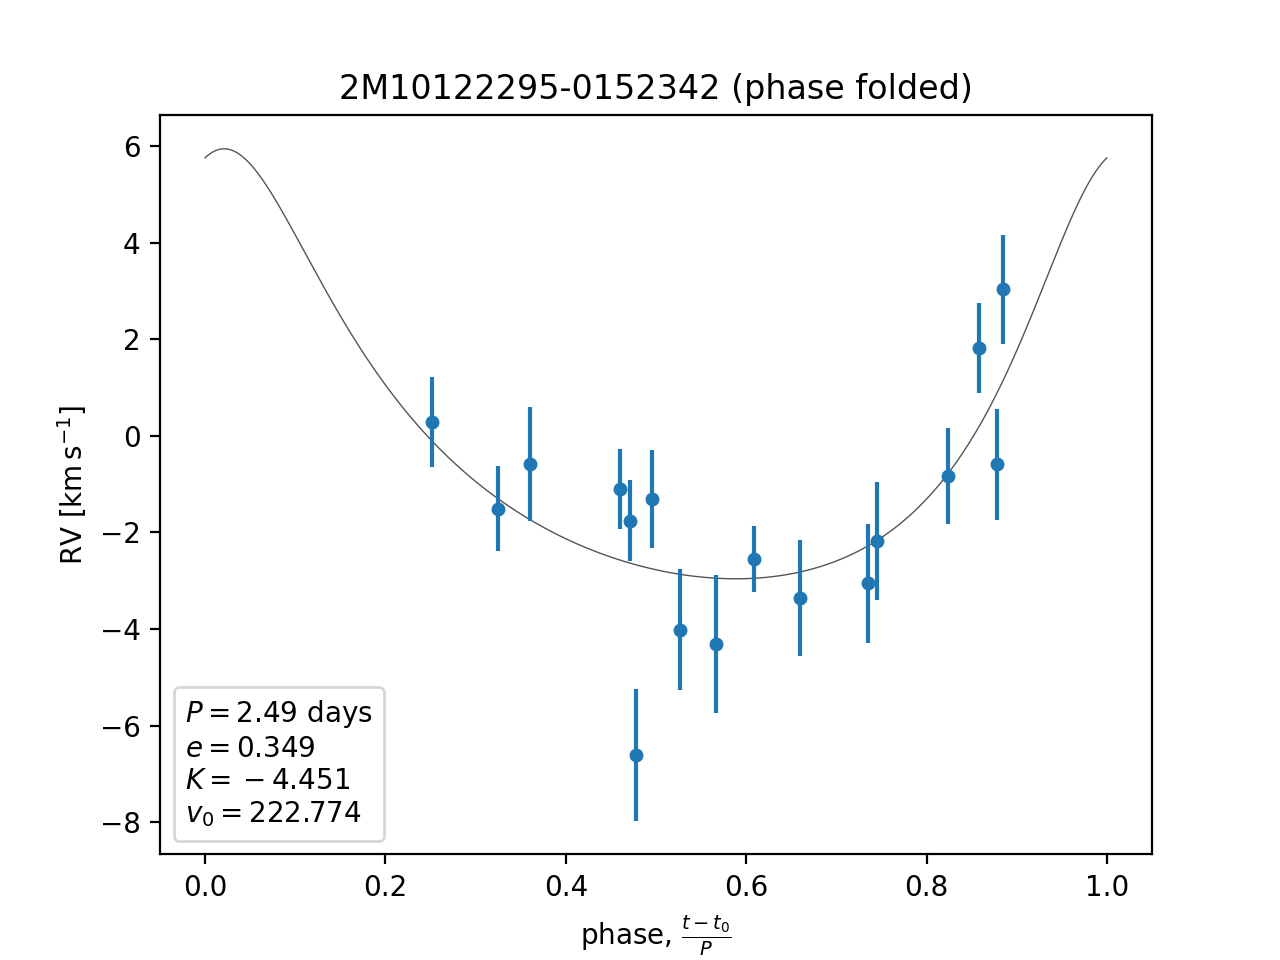 2M10122295-0152342 (phase folded)
RV [km s⁻¹]
6
4
2
0
−2
−4
−6
−8
P = 2.49 days
e = 0.349
K = −4.451
v₀ = 222.774
0.0 0.2 0.4 0.6 0.8 1.0
phase, (t − t₀)/P